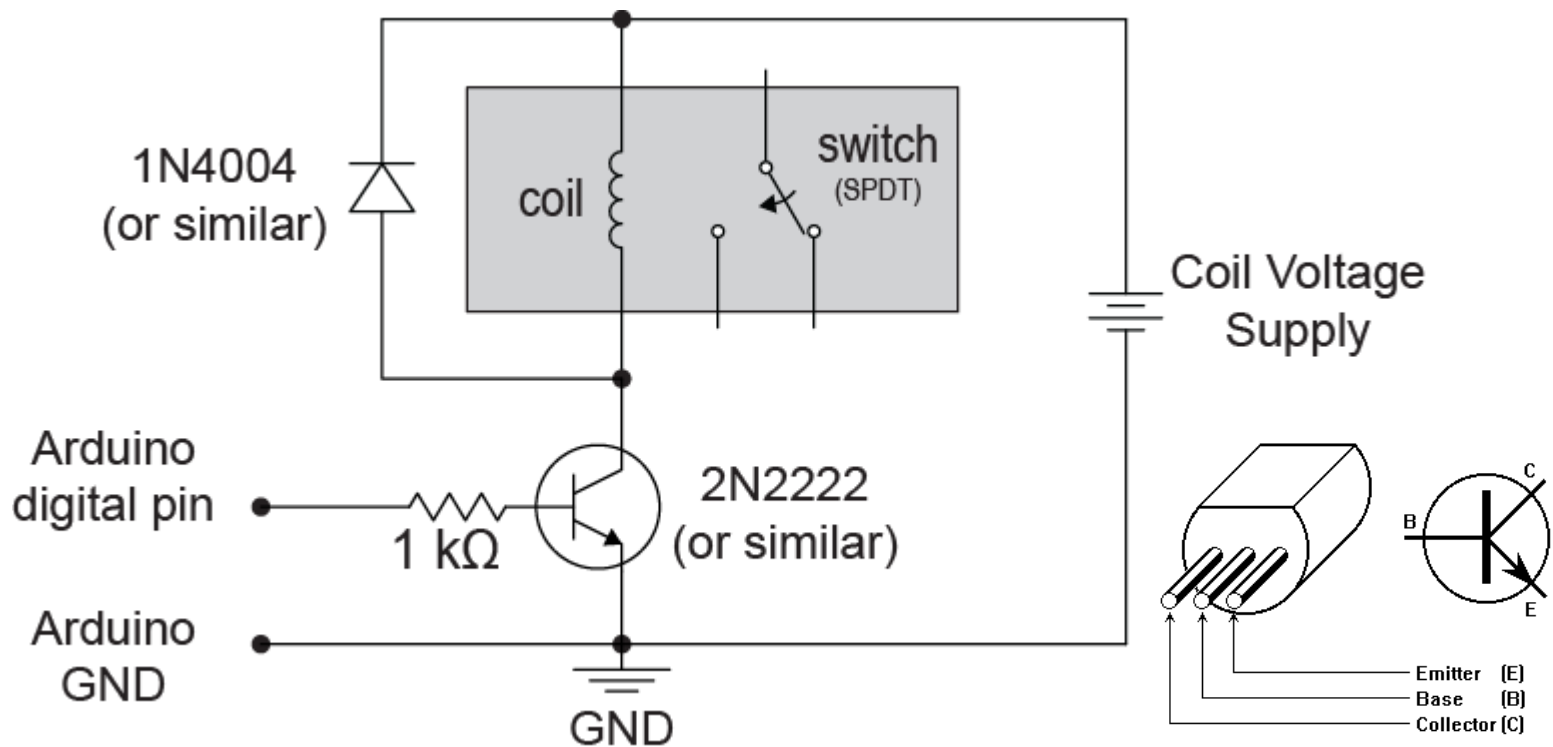 1N4004
(or similar)
coil
switch
(SPDT)
Coil Voltage
Supply
Arduino
digital pin
1 kΩ
2N2222
(or similar)
Arduino
GND
GND
B
C
E
Emitter (E)
Base (B)
Collector (C)